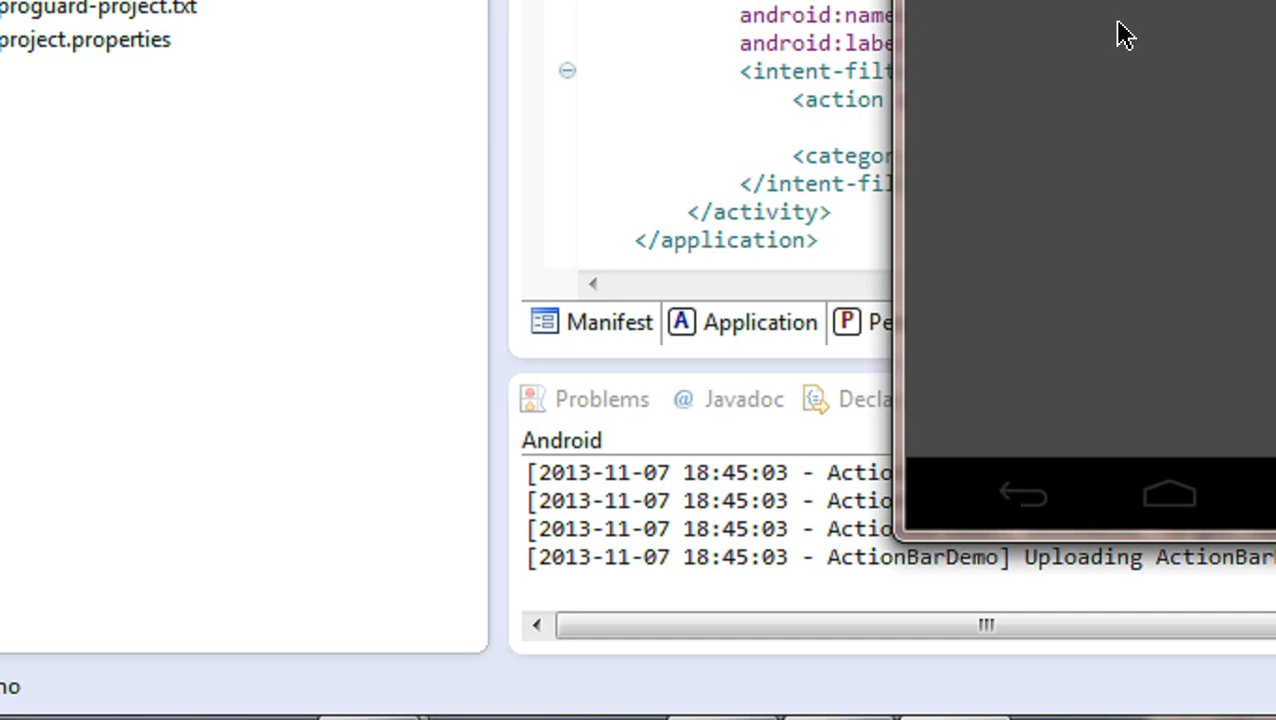 proguard-project.txt
project.properties
android:name
android:labe
<intent-filt
<action
<categor
</intent-fil
</activity>
</application>
Manifest
Application
Pe
Problems
@ Javadoc
Decla
Android
[2013-11-07 18:45:03 - Actio
[2013-11-07 18:45:03 - Actio
[2013-11-07 18:45:03 - Actio
[2013-11-07 18:45:03 - ActionBarDemo] Uploading ActionBar
no